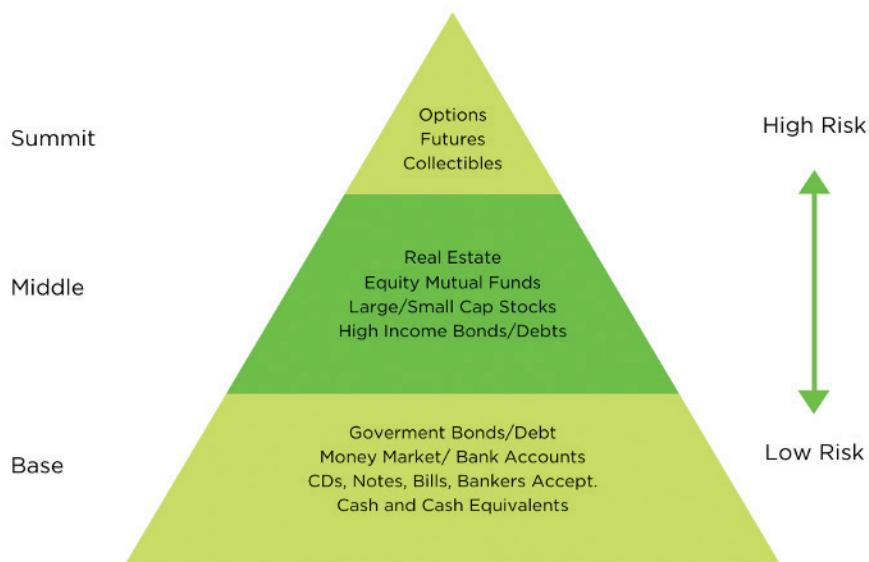 Summit
Options
Futures
Collectibles
High Risk
Middle
Real Estate
Equity Mutual Funds
Large/Small Cap Stocks
High Income Bonds/Debts
Base
Goverment Bonds/Debt
Money Market/ Bank Accounts
CDs, Notes, Bills, Bankers Accept.
Cash and Cash Equivalents
Low Risk